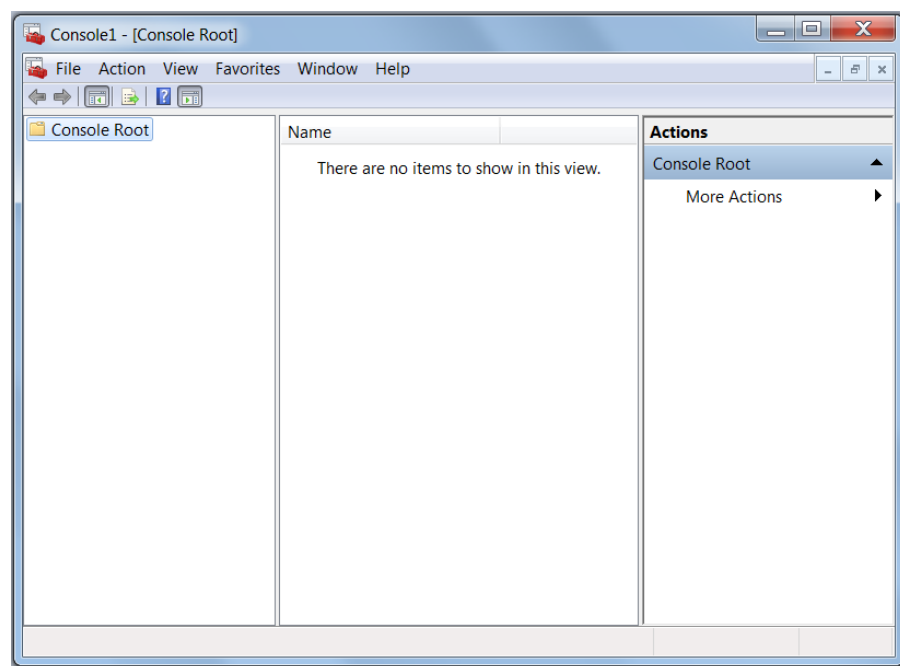 Console1 - [Console Root]
File Action View Favorites Window Help
Console Root
Name
There are no items to show in this view.
Actions
Console Root
More Actions